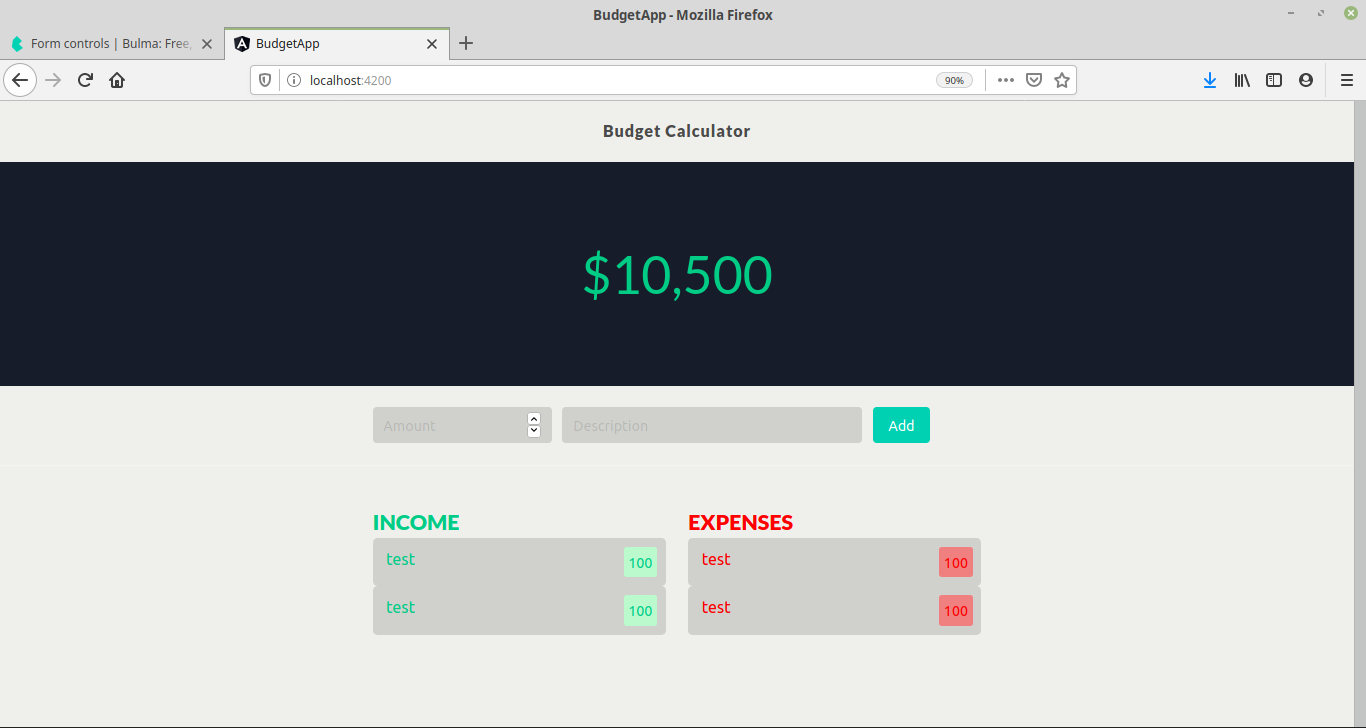 BudgetApp - Mozilla Firefox
Form controls | Bulma: Free,
BudgetApp
localhost:4200
90%
Budget Calculator
$10,500
Amount
Description
Add
INCOME
EXPENSES
test 100
test 100
test 100
test 100